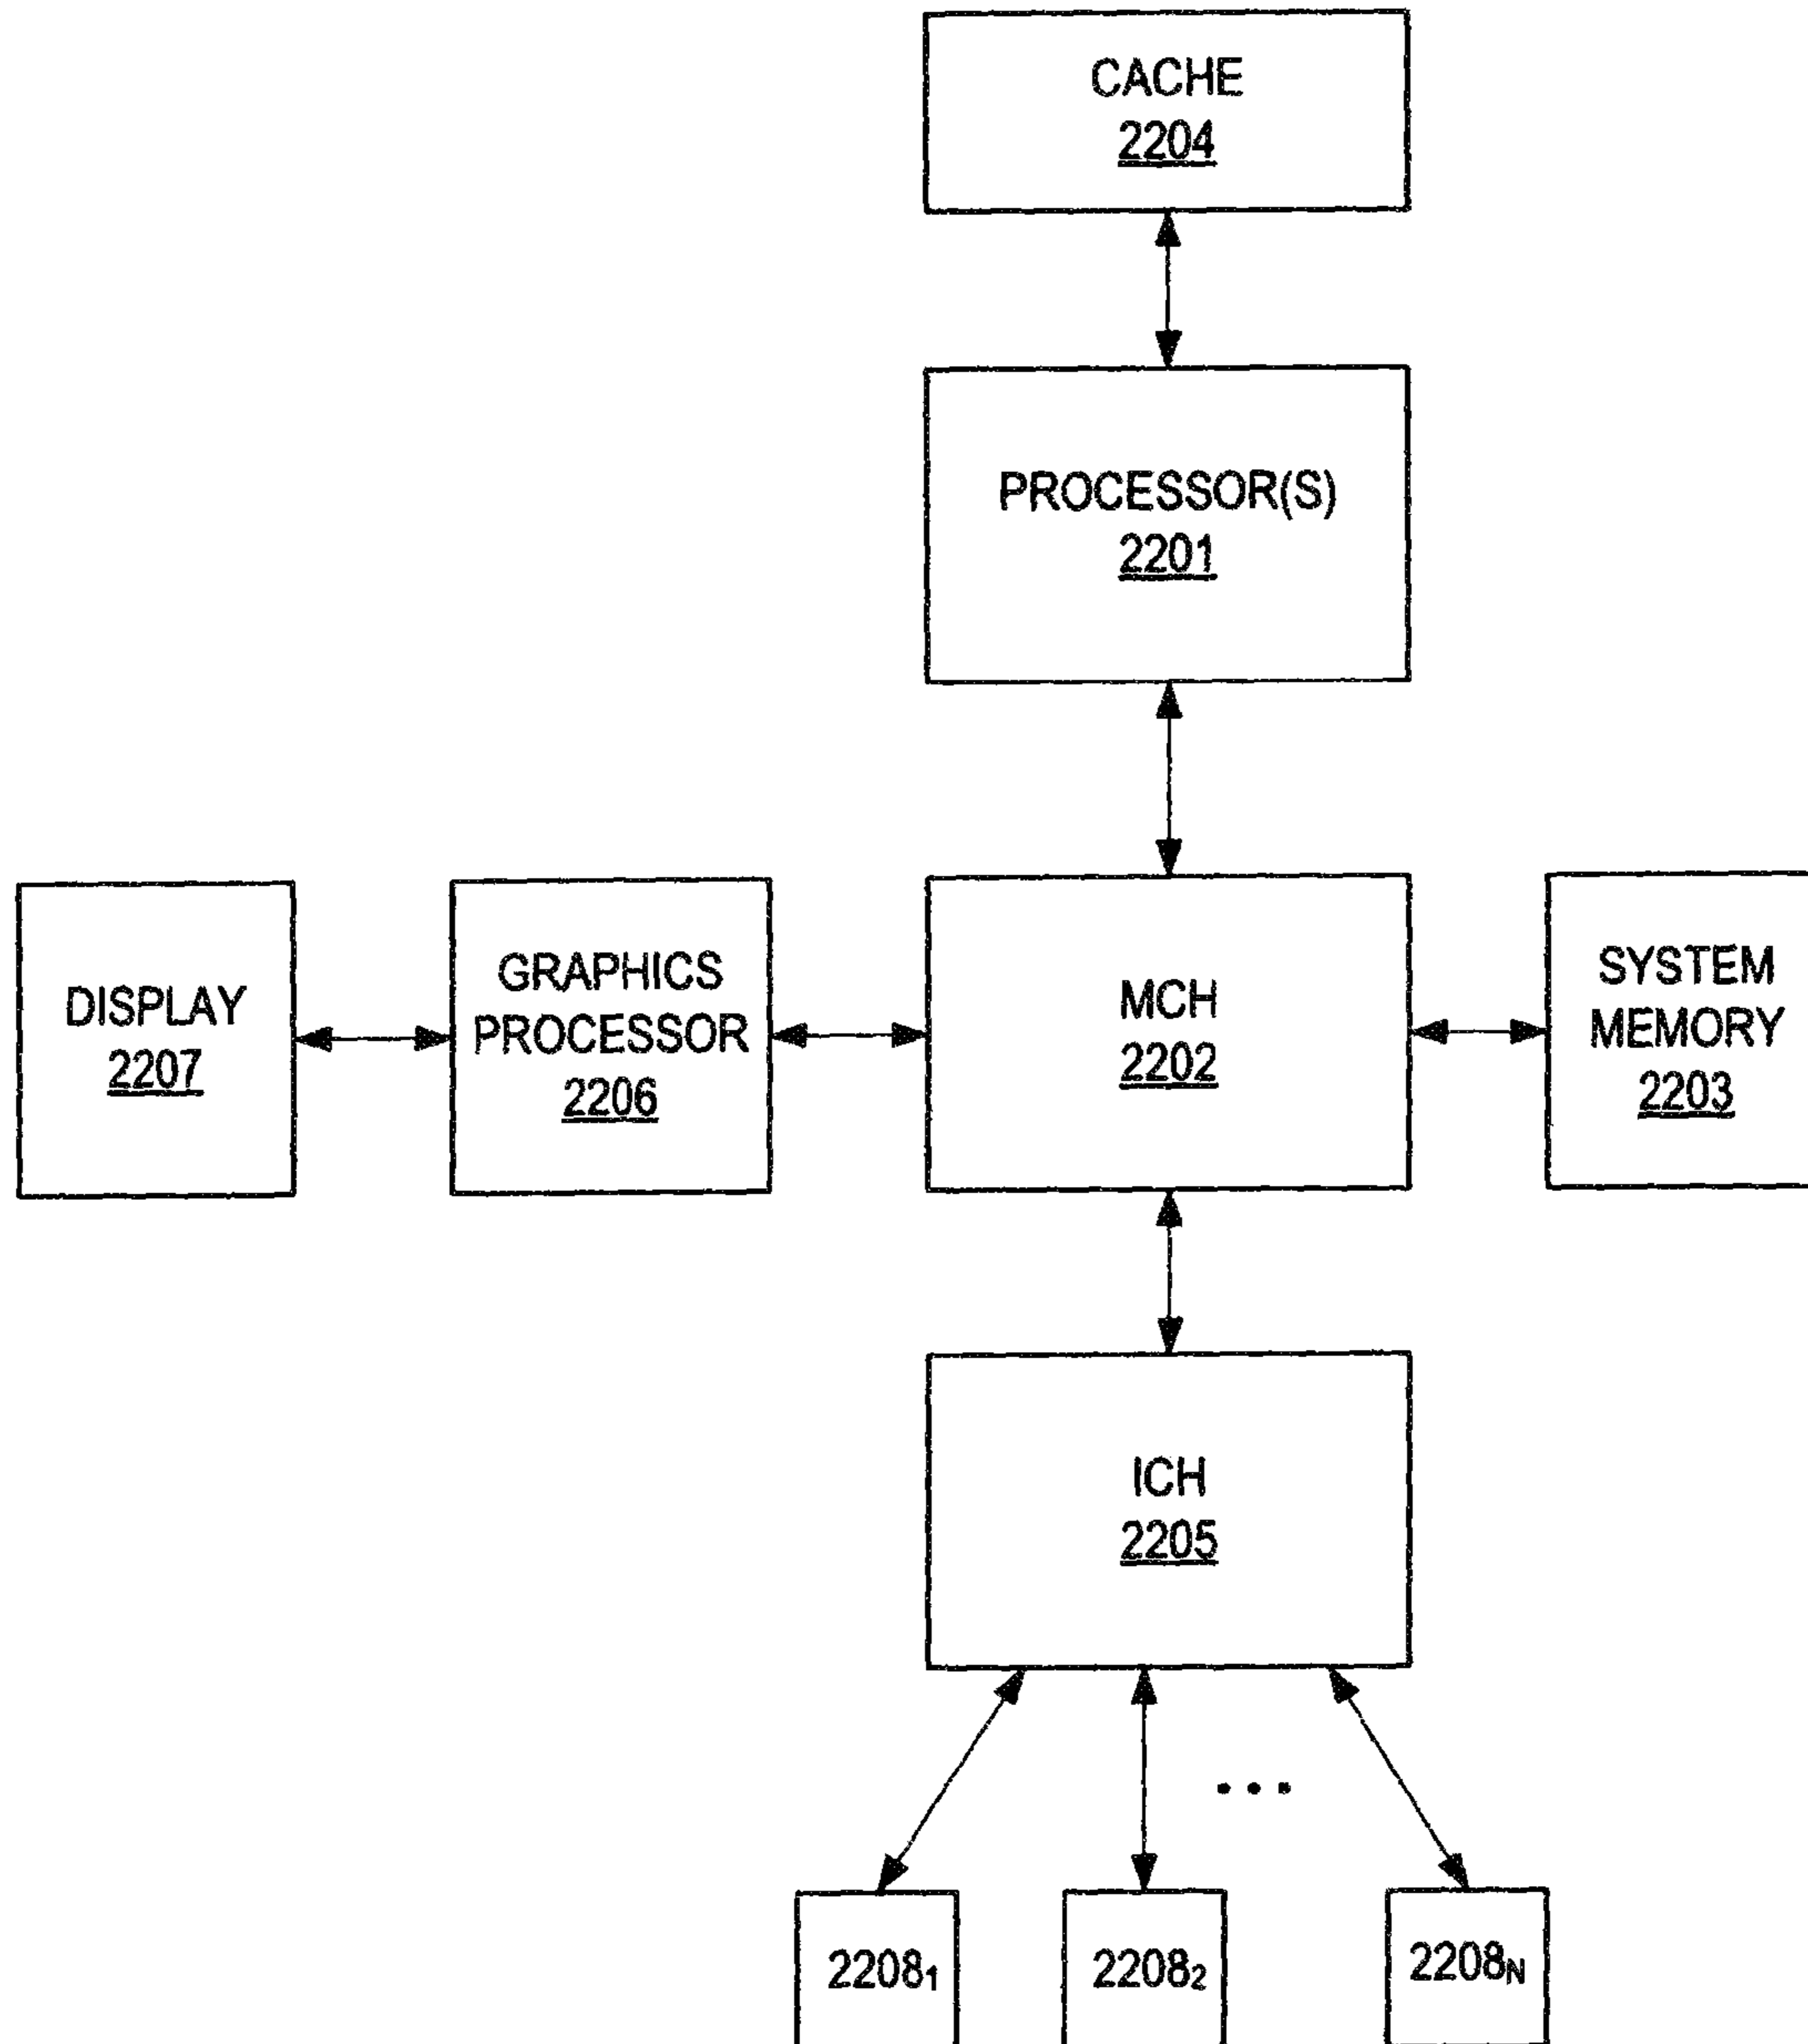 CACHE
2204
PROCESSOR(S)
2201
DISPLAY
2207
GRAPHICS
PROCESSOR
2206
MCH
2202
SYSTEM
MEMORY
2203
ICH
2205
...
2208₁
2208₂
2208N